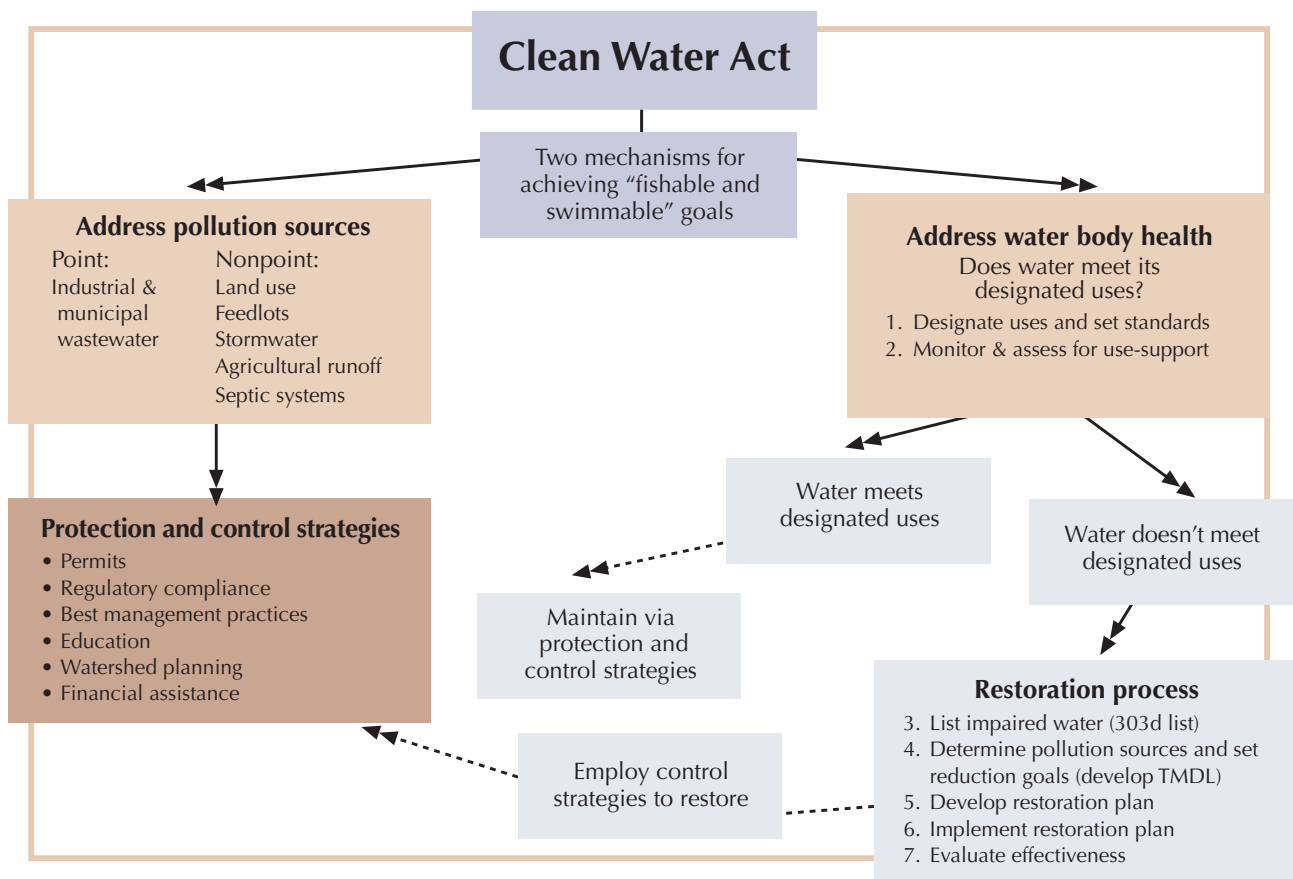 Clean Water Act
Two mechanisms for
achieving “fishable and
swimmable” goals
Address pollution sources
Point:
Industrial &
municipal
wastewater
Nonpoint:
Land use
Feedlots
Stormwater
Agricultural runoff
Septic systems
Address water body health
Does water meet its
designated uses?
1. Designate uses and set standards
2. Monitor & assess for use-support
Protection and control strategies
• Permits
• Regulatory compliance
• Best management practices
• Education
• Watershed planning
• Financial assistance
Water meets
designated uses
Water doesn’t meet
designated uses
Maintain via
protection and
control strategies
Restoration process
3. List impaired water (303d list)
4. Determine pollution sources and set
reduction goals (develop TMDL)
5. Develop restoration plan
6. Implement restoration plan
7. Evaluate effectiveness
Employ control
strategies to restore